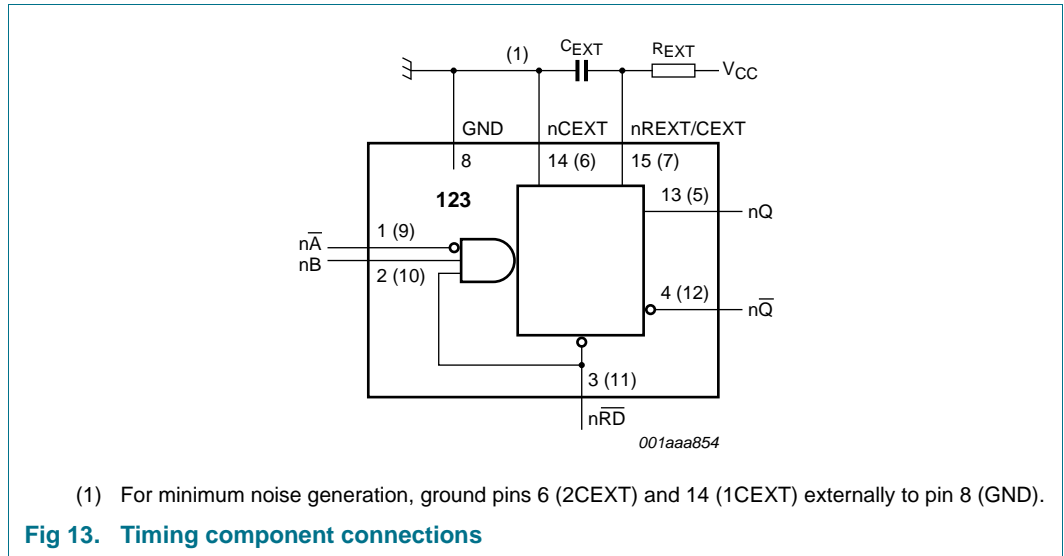 (1)
CEXT
REXT
VCC
GND
nCEXT
nREXT/CEXT
8
14 (6)
15 (7)
123
13 (5)
nQ
1 (9)
nA̅
nB
2 (10)
4 (12)
nQ̅
3 (11)
nR̅D̅
001aaa854
(1) For minimum noise generation, ground pins 6 (2CEXT) and 14 (1CEXT) externally to pin 8 (GND).
Fig 13. Timing component connections